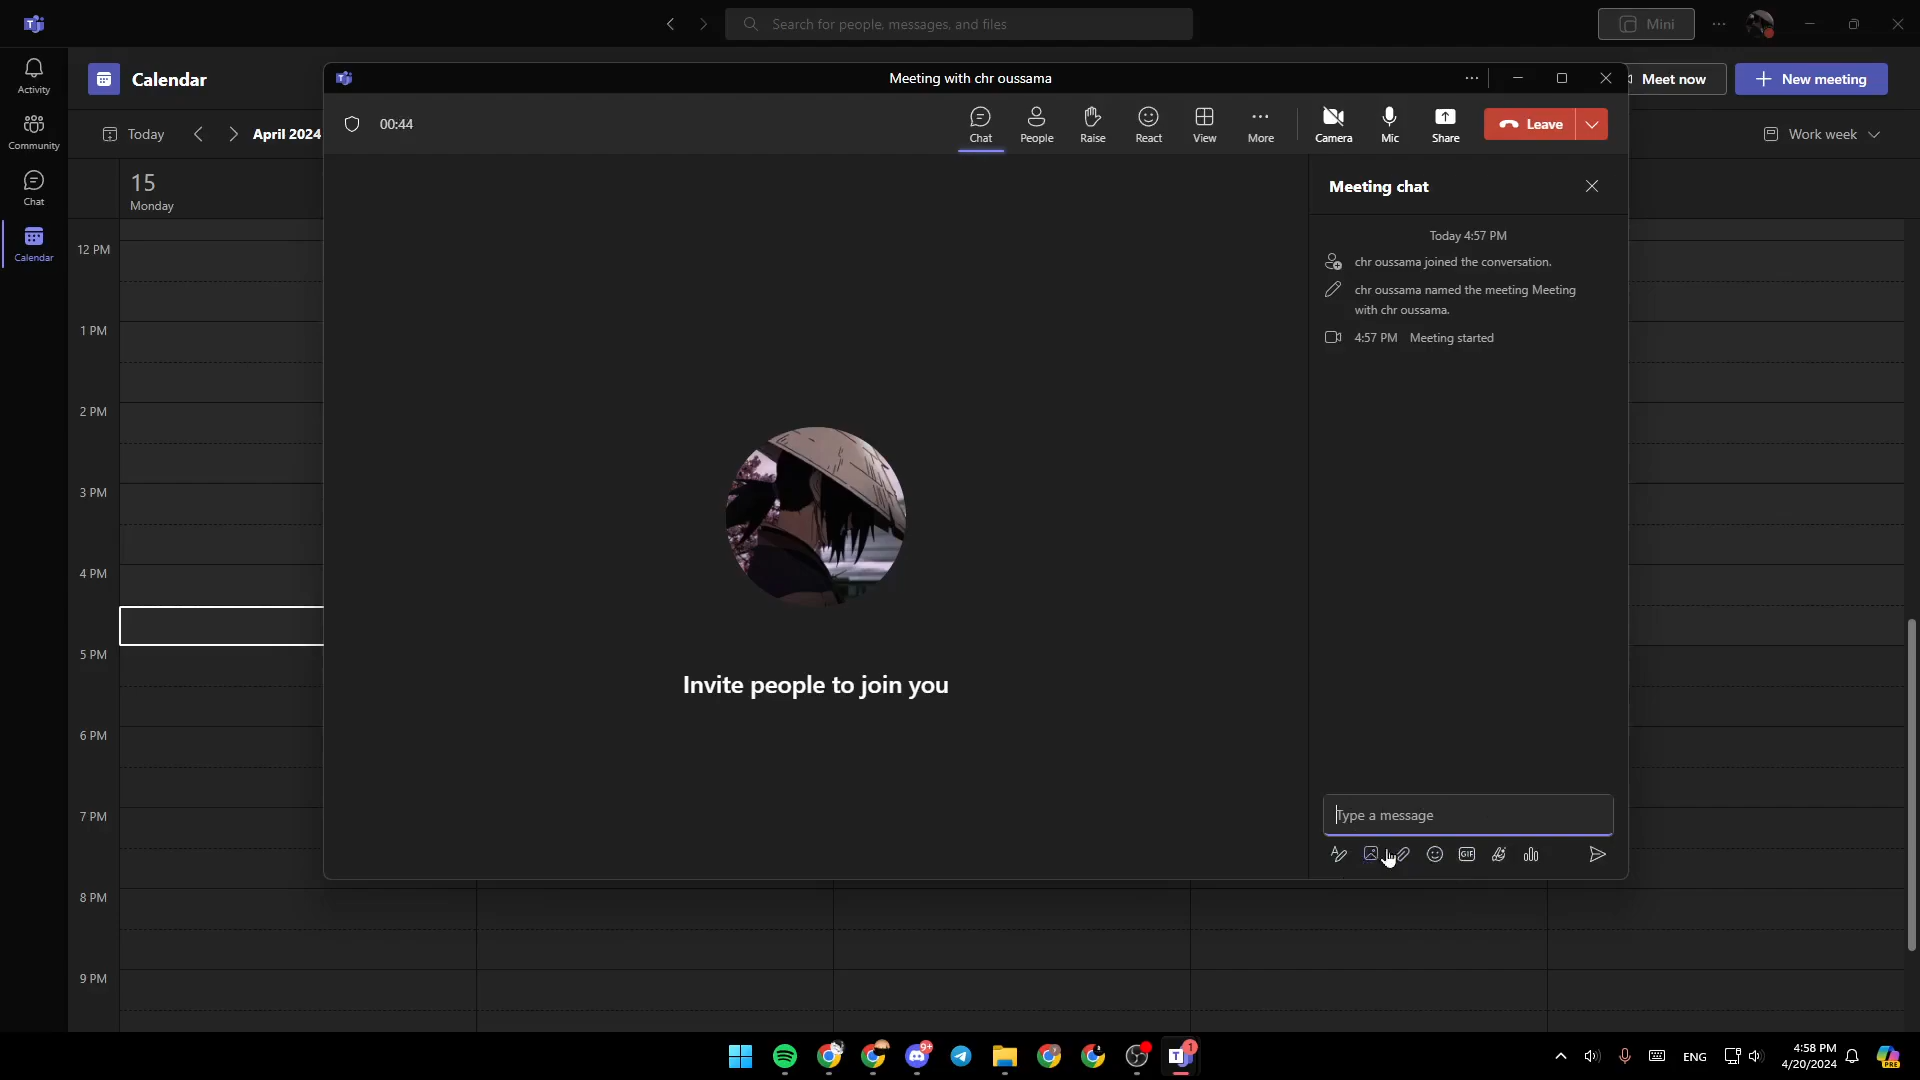 Search for people, messages, and files
Mini
Activity
Community
Chat
Calendar
Calendar
Meet now
New meeting
Today
April 2024
Work week
15
Monday
12 PM
1 PM
2 PM
3 PM
4 PM
5 PM
6 PM
7 PM
8 PM
9 PM
Meeting with chr oussama
00:44
Chat
People
Raise
React
View
More
Camera
Mic
Share
Leave
Invite people to join you
Meeting chat
Today 4:57 PM
chr oussama joined the conversation.
chr oussama named the meeting Meeting
with chr oussama.
4:57 PM Meeting started
Type a message
GIF
9+
1
ENG
4:58 PM
4/20/2024
PRE